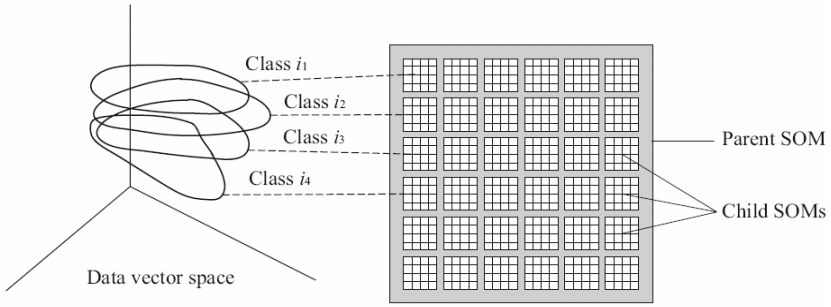 Class i1
Class i2
Class i3
Class i4
Parent SOM
Child SOMs
Data vector space